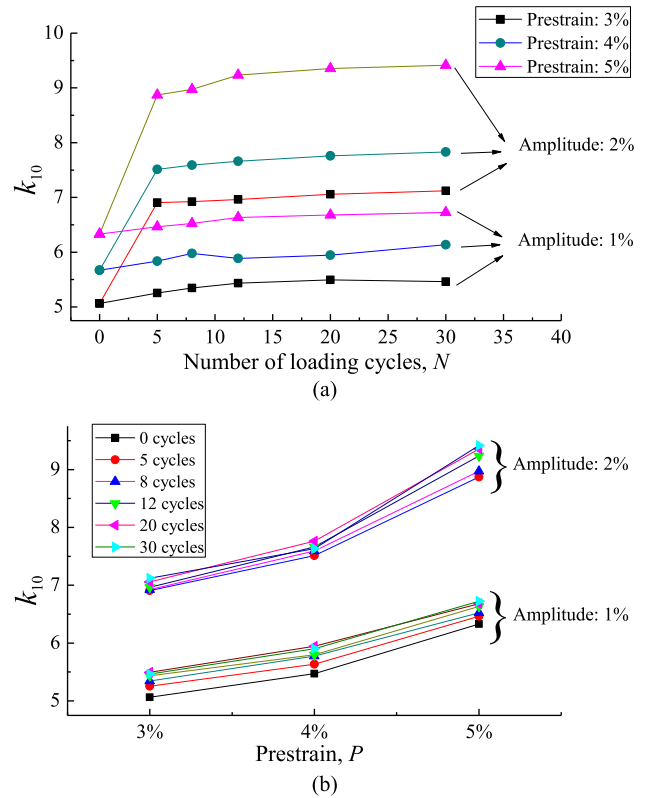 Prestrain: 3%
Prestrain: 4%
Prestrain: 5%
10
9
8
7
6
5
k10
Amplitude: 2%
Amplitude: 1%
0 5 10 15 20 25 30 35 40
Number of loading cycles, N
(a)
0 cycles
5 cycles
8 cycles
12 cycles
20 cycles
30 cycles
9
8
7
6
5
k10
Amplitude: 2%
Amplitude: 1%
3% 4% 5%
Prestrain, P
(b)